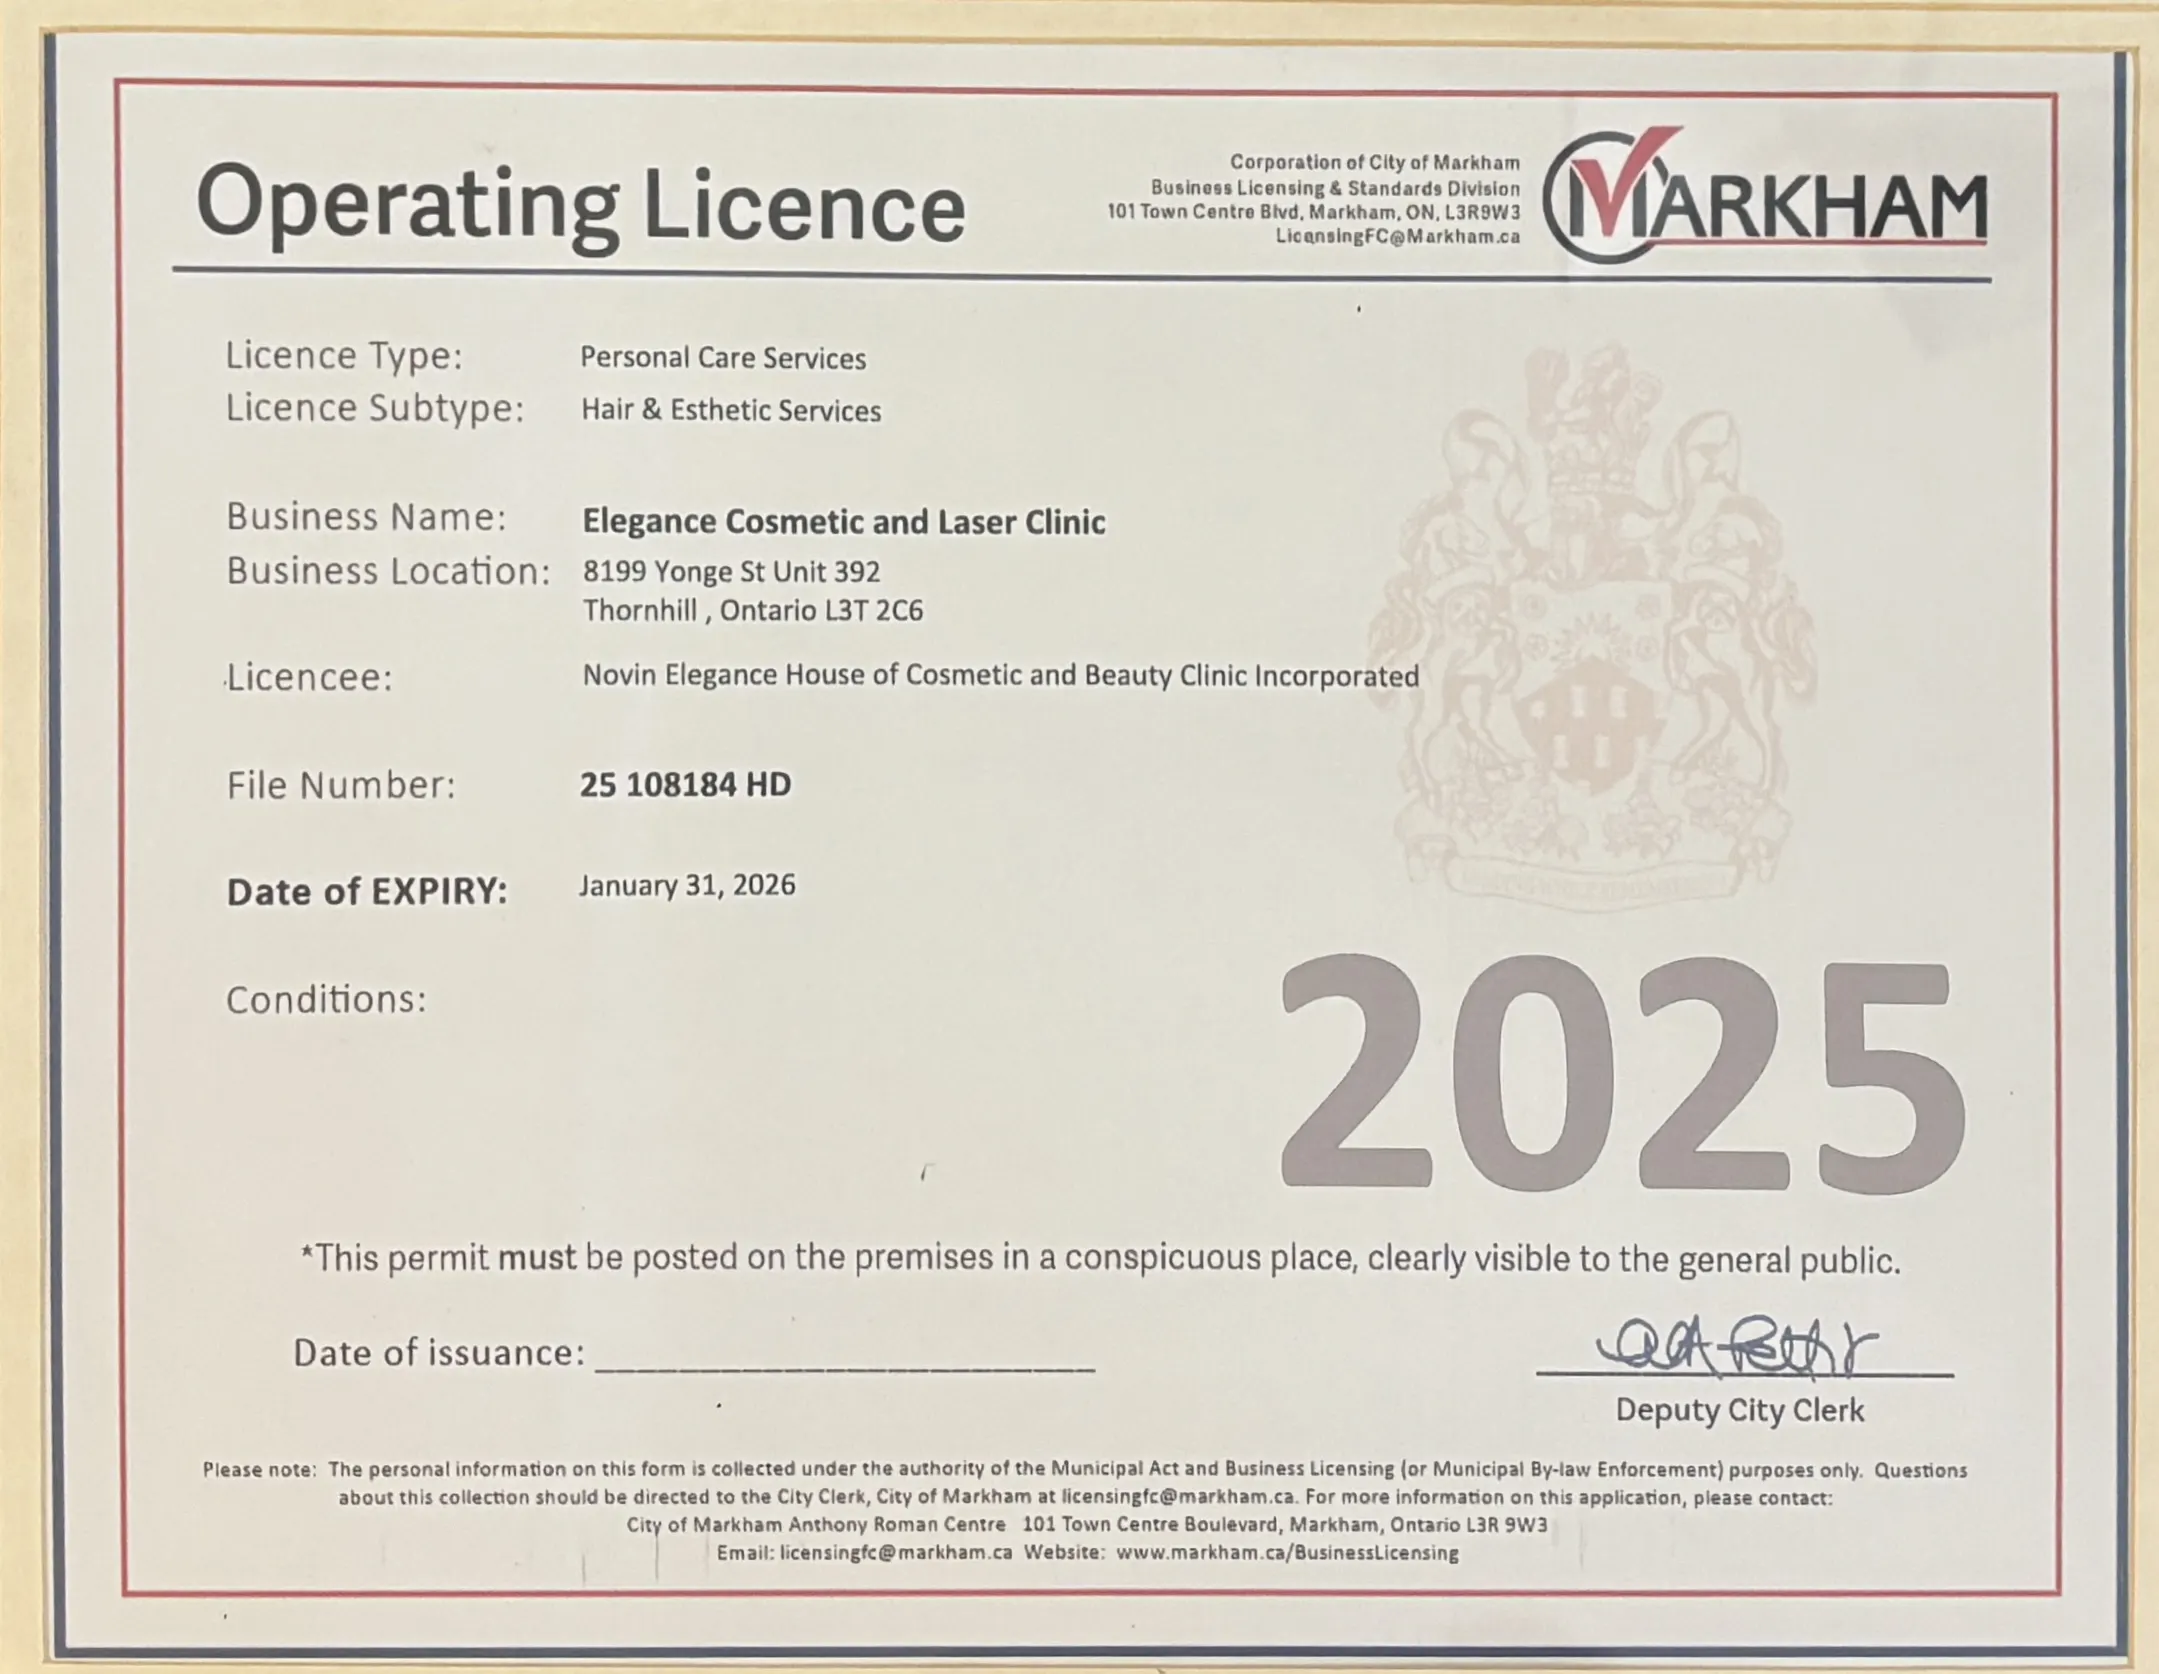 Operating Licence
Corporation of City of Markham
Business Licensing & Standards Division
101 Town Centre Blvd, Markham, ON, L3R9W3
LicensingFC@Markham.ca
MARKHAM
Licence Type: Personal Care Services
Licence Subtype: Hair & Esthetic Services
Business Name: Elegance Cosmetic and Laser Clinic
Business Location: 8199 Yonge St Unit 392
Thornhill , Ontario L3T 2C6
Licencee: Novin Elegance House of Cosmetic and Beauty Clinic Incorporated
File Number: 25 108184 HD
Date of EXPIRY: January 31, 2026
Conditions:
2025
*This permit must be posted on the premises in a conspicuous place, clearly visible to the general public.
Date of issuance:
Deputy City Clerk
Please note: The personal information on this form is collected under the authority of the Municipal Act and Business Licensing (or Municipal By-law Enforcement) purposes only. Questions
about this collection should be directed to the City Clerk, City of Markham at licensingfc@markham.ca. For more information on this application, please contact:
City of Markham Anthony Roman Centre 101 Town Centre Boulevard, Markham, Ontario L3R 9W3
Email: licensingfc@markham.ca Website: www.markham.ca/BusinessLicensing